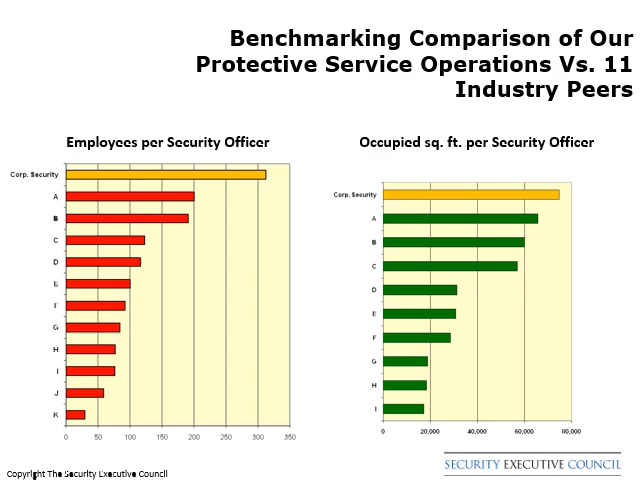 Benchmarking Comparison of Our
Protective Service Operations Vs. 11
Industry Peers
Employees per Security Officer
Corp. Security
A
B
C
D
E
F
G
H
I
J
K
0 50 100 150 200 250 300 350
Occupied sq. ft. per Security Officer
Corp. Security
A
B
C
D
E
F
G
H
I
0 20,000 40,000 60,000 80,000
Copyright The Security Executive Council
SECURITY EXECUTIVE COUNCIL